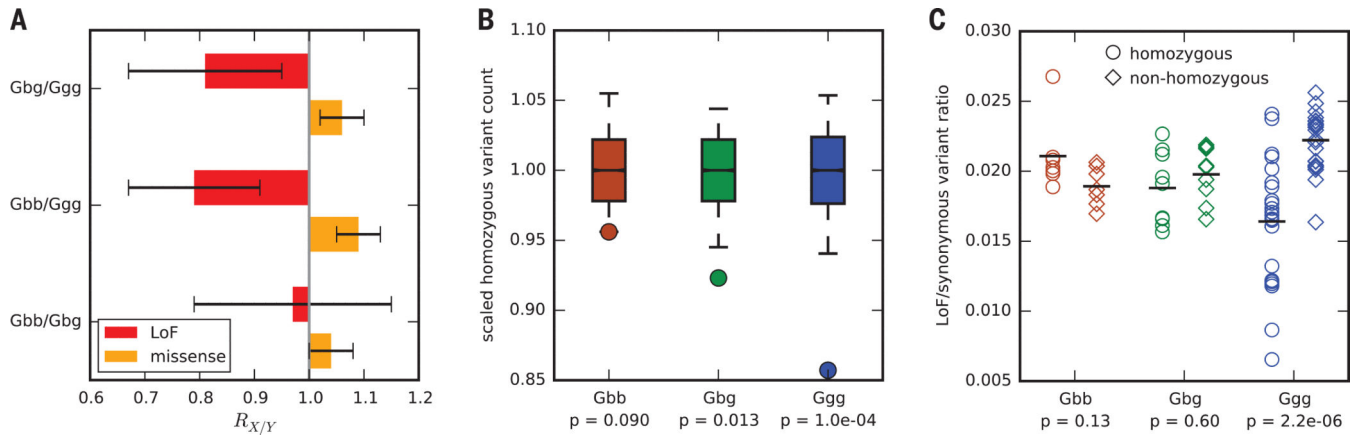 A
Gbg/Ggg
Gbb/Ggg
Gbb/Gbg
LoF
missense
0.6 0.7 0.8 0.9 1.0 1.1 1.2
R_{X/Y}
B
scaled homozygous variant count
1.10
1.05
1.00
0.95
0.90
0.85
Gbb Gbg Ggg
p = 0.090 p = 0.013 p = 1.0e-04
C
LoF/synonymous variant ratio
0.030
0.025
0.020
0.015
0.010
0.005
homozygous
non-homozygous
Gbb Gbg Ggg
p = 0.13 p = 0.60 p = 2.2e-06